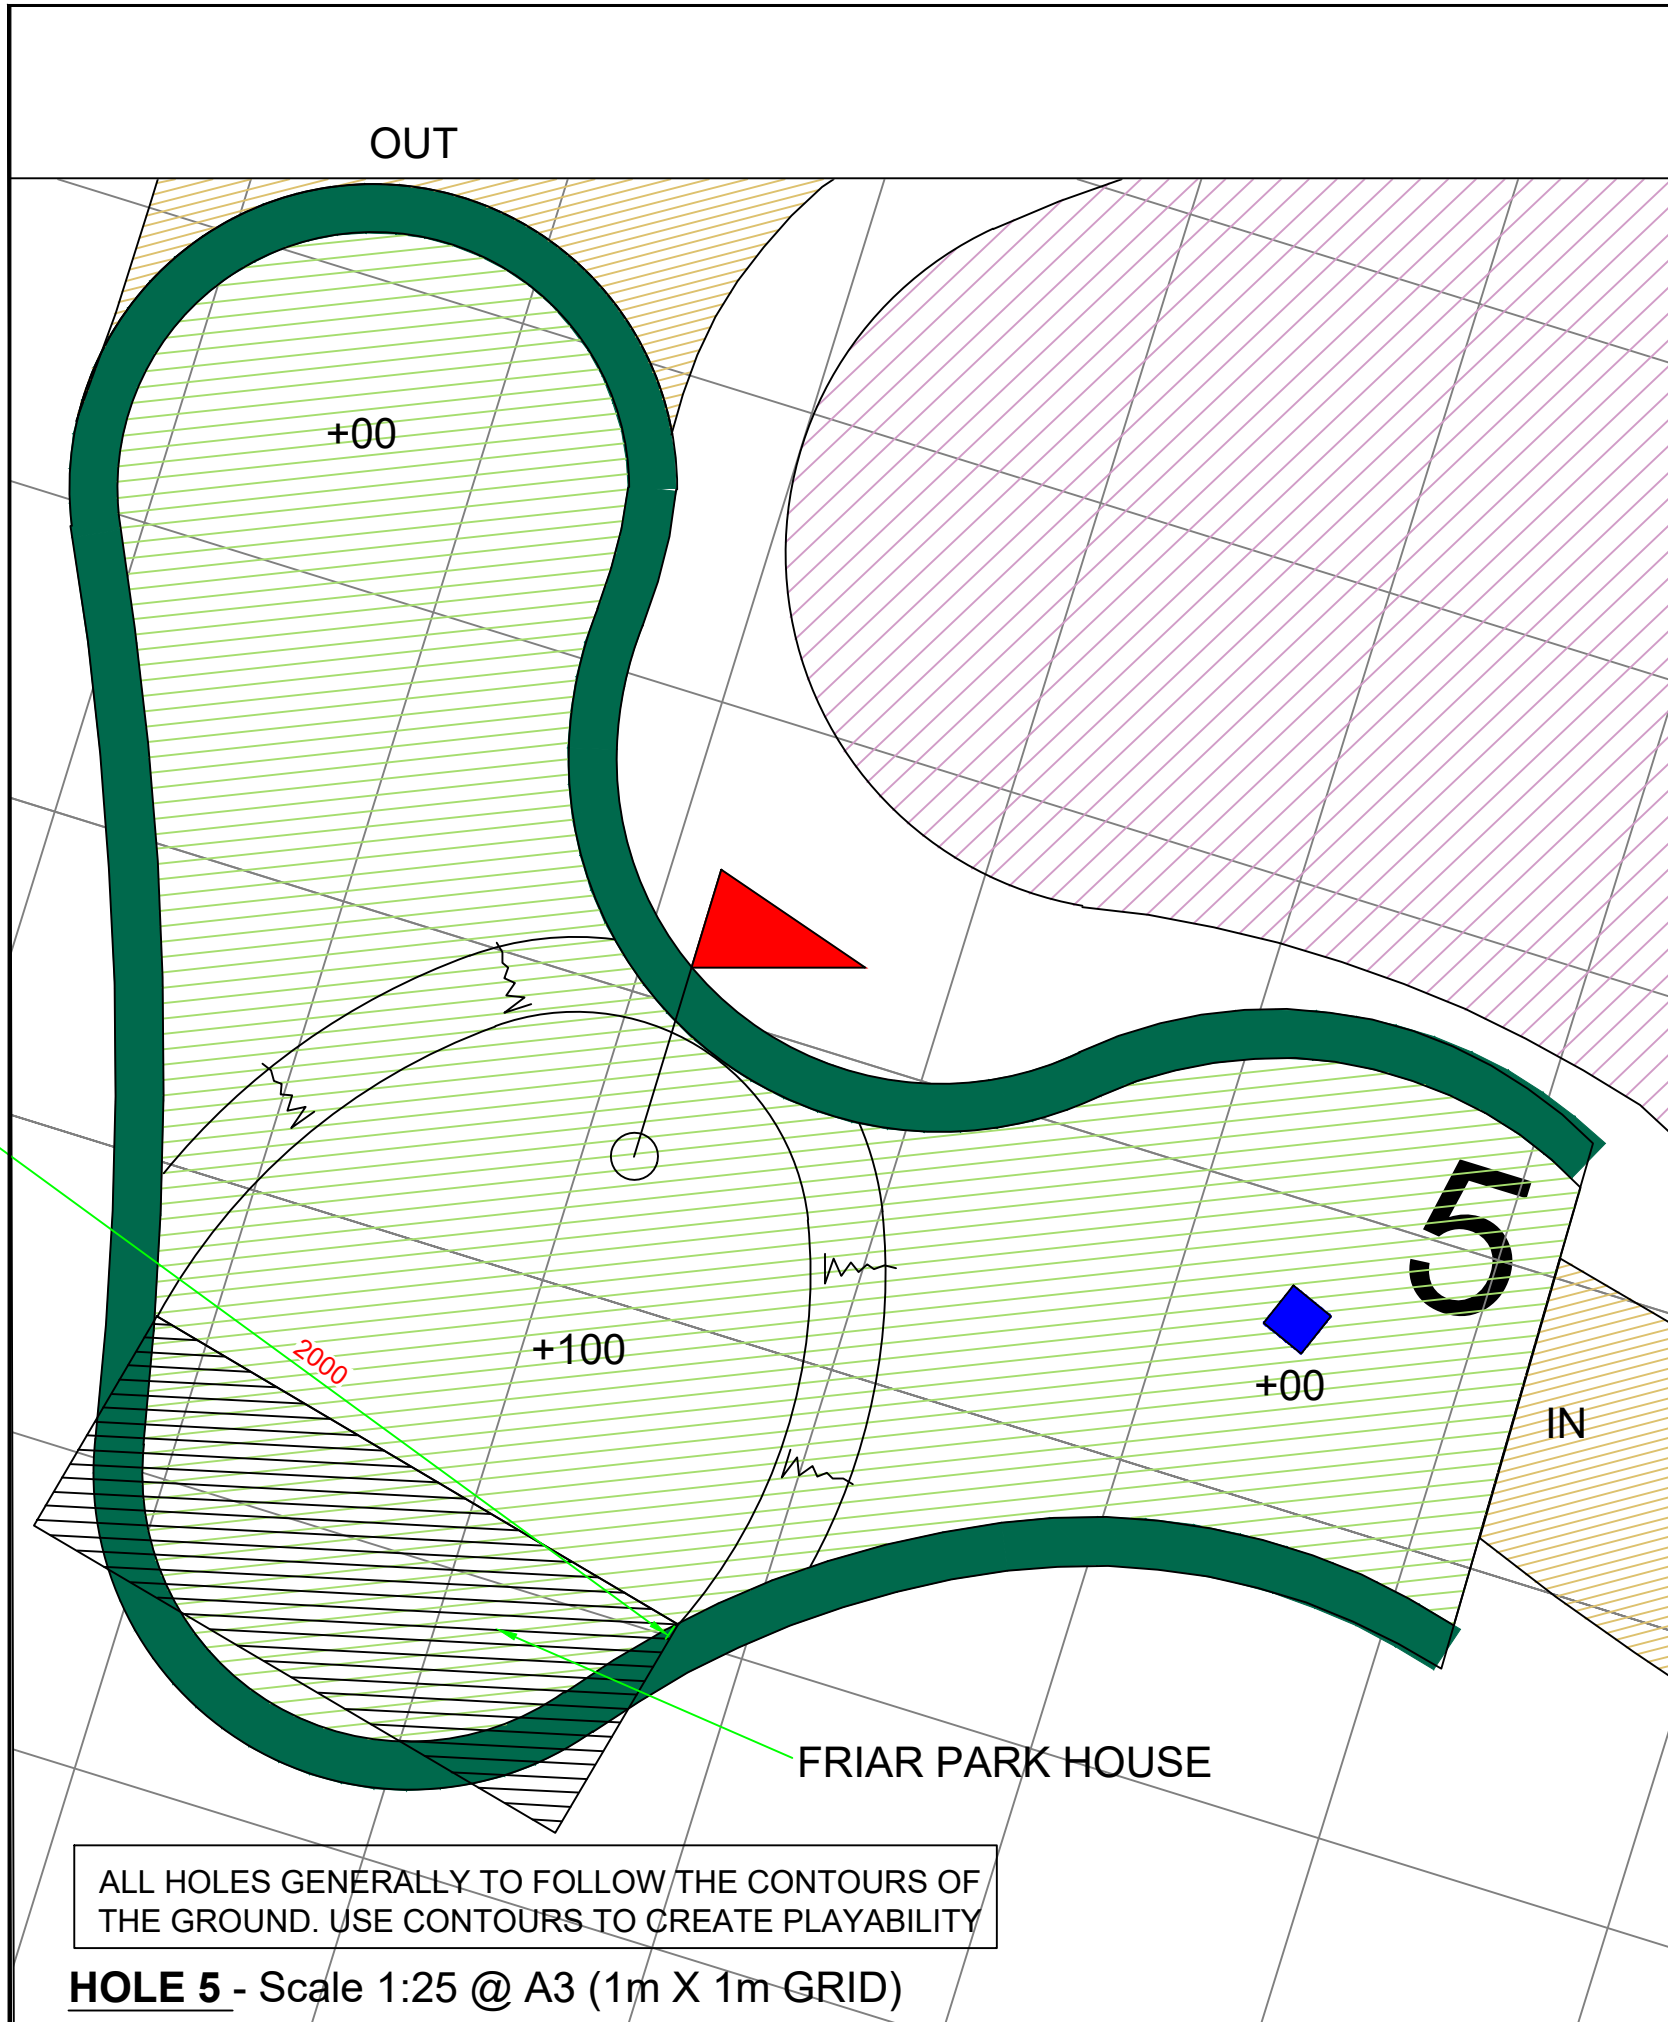 OUT
+00
5
2000
+100
+00
IN
FRIAR PARK HOUSE
ALL HOLES GENERALLY TO FOLLOW THE CONTOURS OF
THE GROUND. USE CONTOURS TO CREATE PLAYABILITY
HOLE 5 - Scale 1:25 @ A3 (1m X 1m GRID)